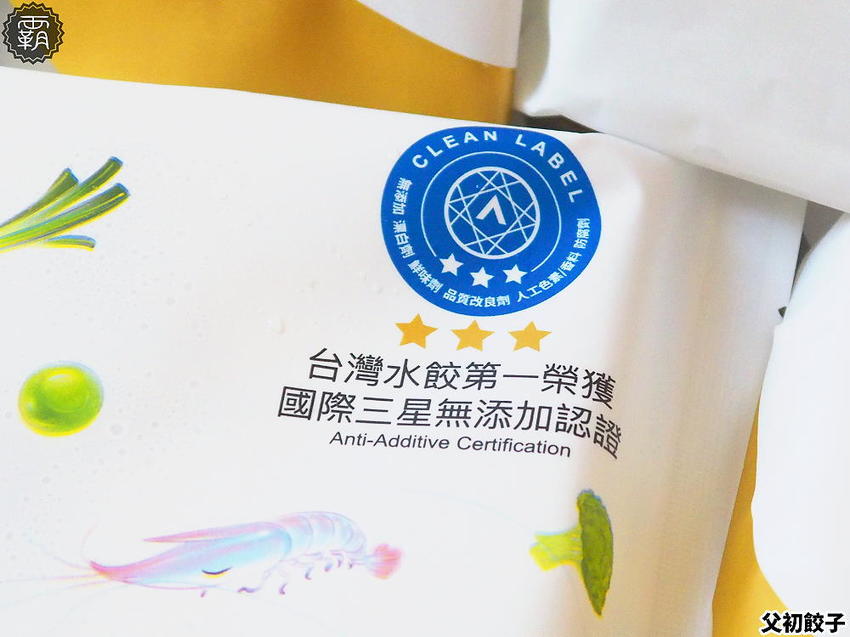 霸
CLEAN LABEL
無添加 漂白劑 鮮味劑 品質改良劑 人工色素/香料 防腐劑
台灣水餃第一榮獲
國際三星無添加認證
Anti-Additive Certification
父初餃子